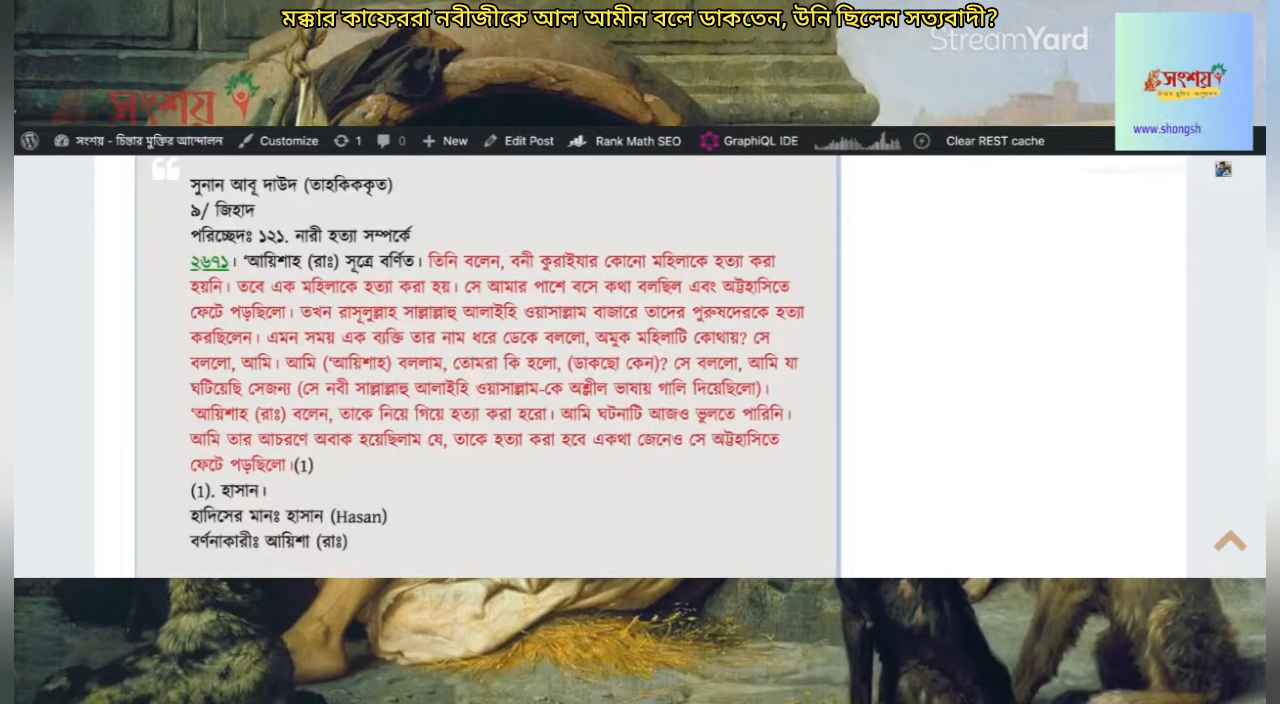 মক্কার কাফেররা নবীজীকে আল আমীন বলে ডাকতেন, উনি ছিলেন সত্যবাদী?
StreamYard
সংশয়
সংশয়
www.shongsh
সংশয় - চিন্তার মুক্তির আন্দোলন Customize 1 0 New Edit Post Rank Math SEO GraphiQL IDE Clear REST cache
সুনান আবূ দাউদ (তাহকিককৃত)
৯/ জিহাদ
পরিচ্ছেদঃ ১২১. নারী হত্যা সম্পর্কে
২৬৭১। ‘আয়িশাহ (রাঃ) সূত্রে বর্ণিত। তিনি বলেন, বনী কুরাইযার কোনো মহিলাকে হত্যা করা
হয়নি। তবে এক মহিলাকে হত্যা করা হয়। সে আমার পাশে বসে কথা বলছিল এবং অট্টহাসিতে
ফেটে পড়ছিলো। তখন রাসূলুল্লাহ সাল্লাল্লাহু আলাইহি ওয়াসাল্লাম বাজারে তাদের পুরুষদেরকে হত্যা
করছিলেন। এমন সময় এক ব্যক্তি তার নাম ধরে ডেকে বললো, অমুক মহিলাটি কোথায়? সে
বললো, আমি। আমি (‘আয়িশাহ) বললাম, তোমরা কি হলো, (ডাকছো কেন)? সে বললো, আমি যা
ঘটিয়েছি সেজন্য (সে নবী সাল্লাল্লাহু আলাইহি ওয়াসাল্লাম-কে অশ্লীল ভাষায় গালি দিয়েছিলো)।
‘আয়িশাহ (রাঃ) বলেন, তাকে নিয়ে গিয়ে হত্যা করা হরো। আমি ঘটনাটি আজও ভুলতে পারিনি।
আমি তার আচরণে অবাক হয়েছিলাম যে, তাকে হত্যা করা হবে একথা জেনেও সে অট্টহাসিতে
ফেটে পড়ছিলো।(1)
(1). হাসান।
হাদিসের মানঃ হাসান (Hasan)
বর্ণনাকারীঃ আয়িশা (রাঃ)